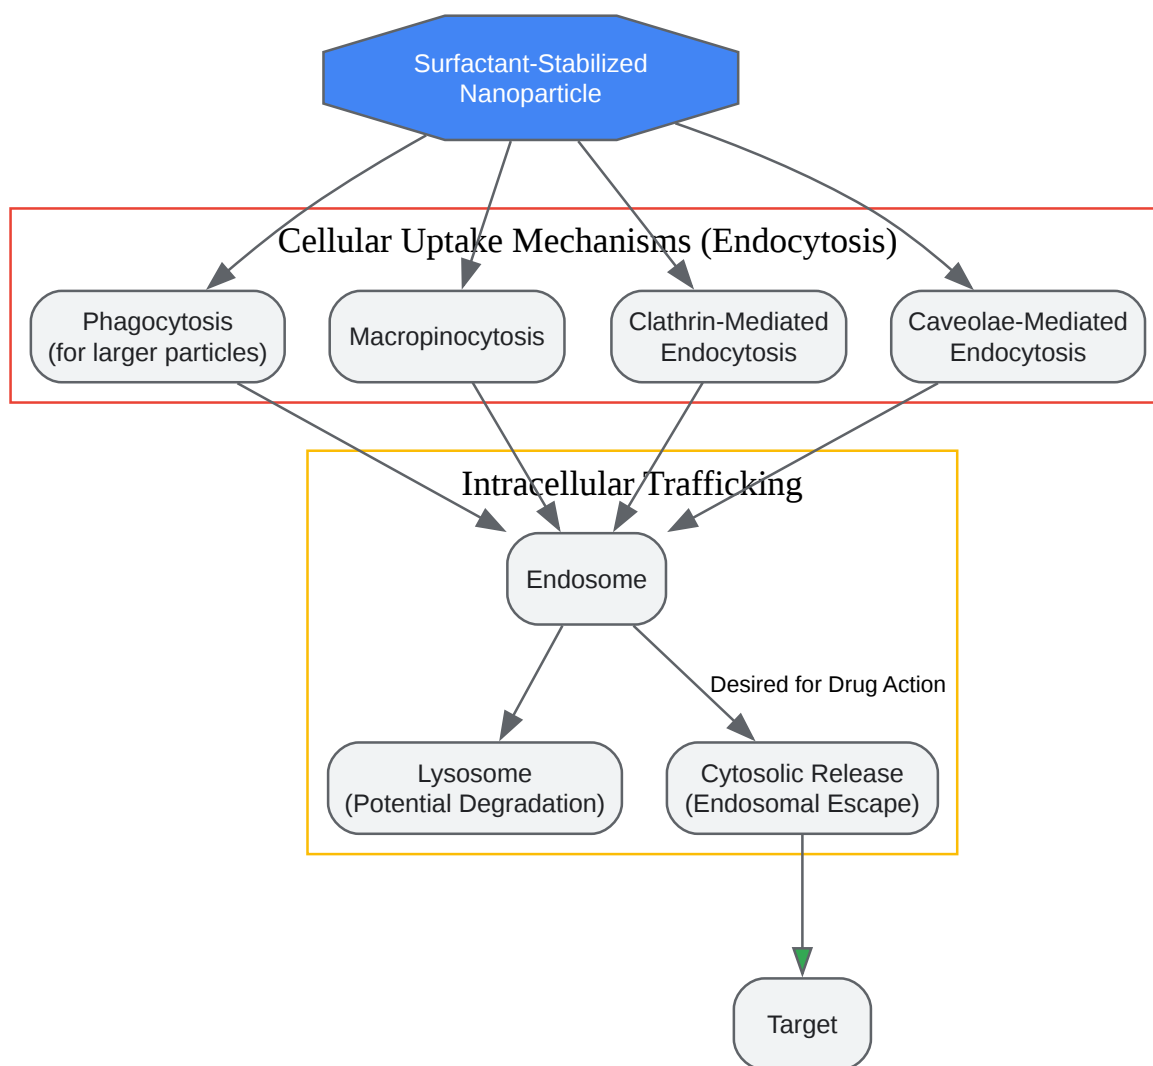 Surfactant-Stabilized
Nanoparticle
Cellular Uptake Mechanisms (Endocytosis)
Phagocytosis
(for larger particles)
Macropinocytosis
Clathrin-Mediated
Endocytosis
Caveolae-Mediated
Endocytosis
Intracellular Trafficking
Endosome
Desired for Drug Action
Lysosome
(Potential Degradation)
Cytosolic Release
(Endosomal Escape)
Target